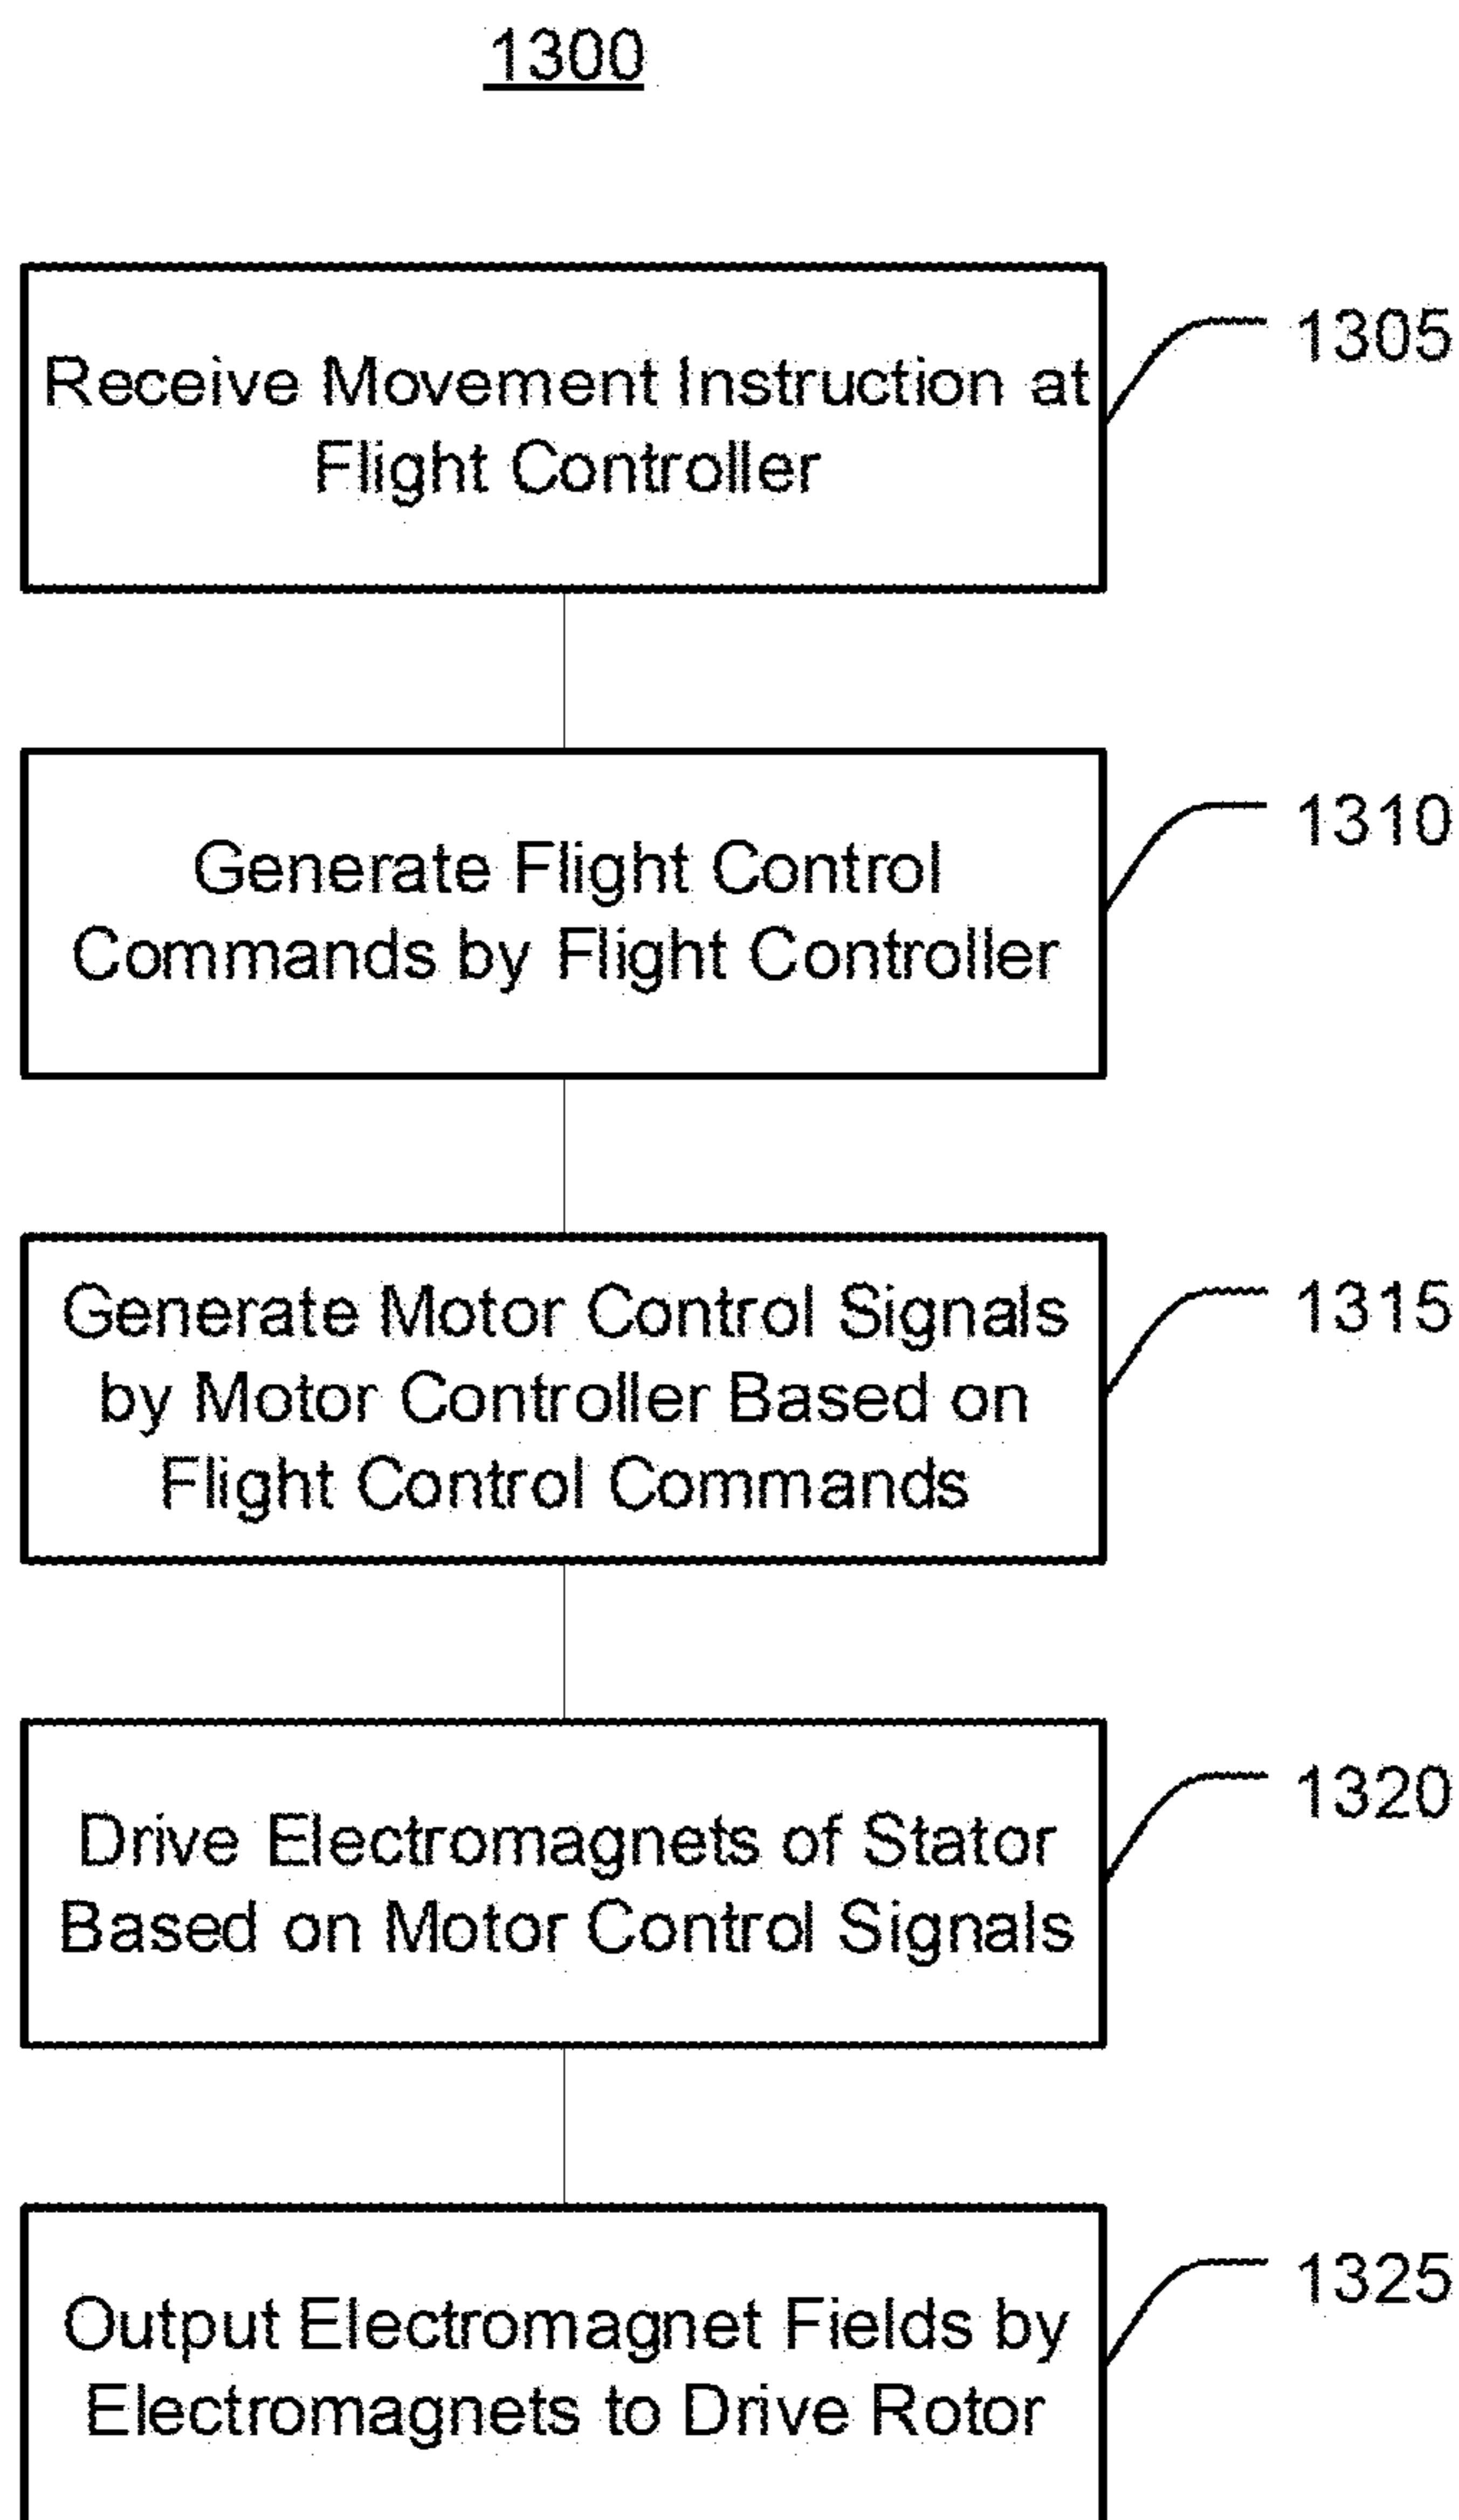 1300
Receive Movement Instruction at
Flight Controller
1305
Generate Flight Control
Commands by Flight Controller
1310
Generate Motor Control Signals
by Motor Controller Based on
Flight Control Commands
1315
Drive Electromagnets of Stator
Based on Motor Control Signals
1320
Output Electromagnet Fields by
Electromagnets to Drive Rotor
1325